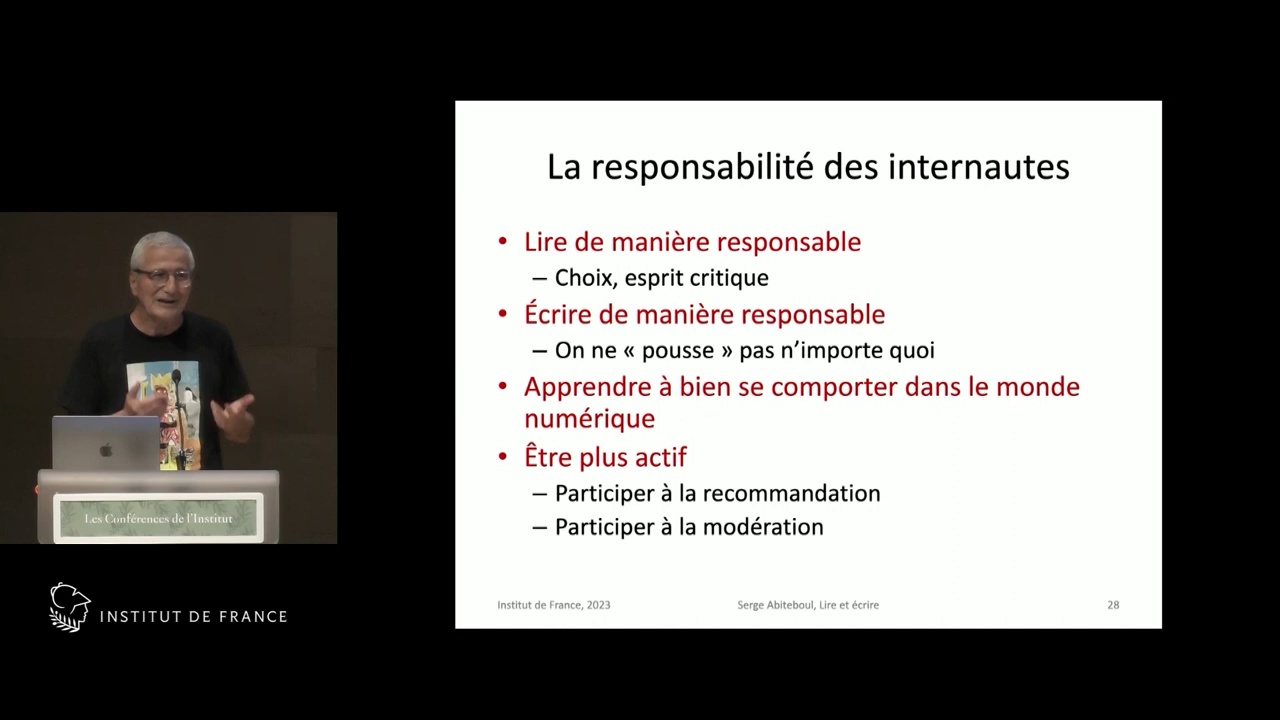 La responsabilité des internautes
• Lire de manière responsable
– Choix, esprit critique
• Écrire de manière responsable
– On ne « pousse » pas n’importe quoi
• Apprendre à bien se comporter dans le monde
numérique
• Être plus actif
– Participer à la recommandation
– Participer à la modération
Institut de France, 2023
Serge Abiteboul, Lire et écrire
28
Les Conférences de l’Institut
INSTITUT DE FRANCE